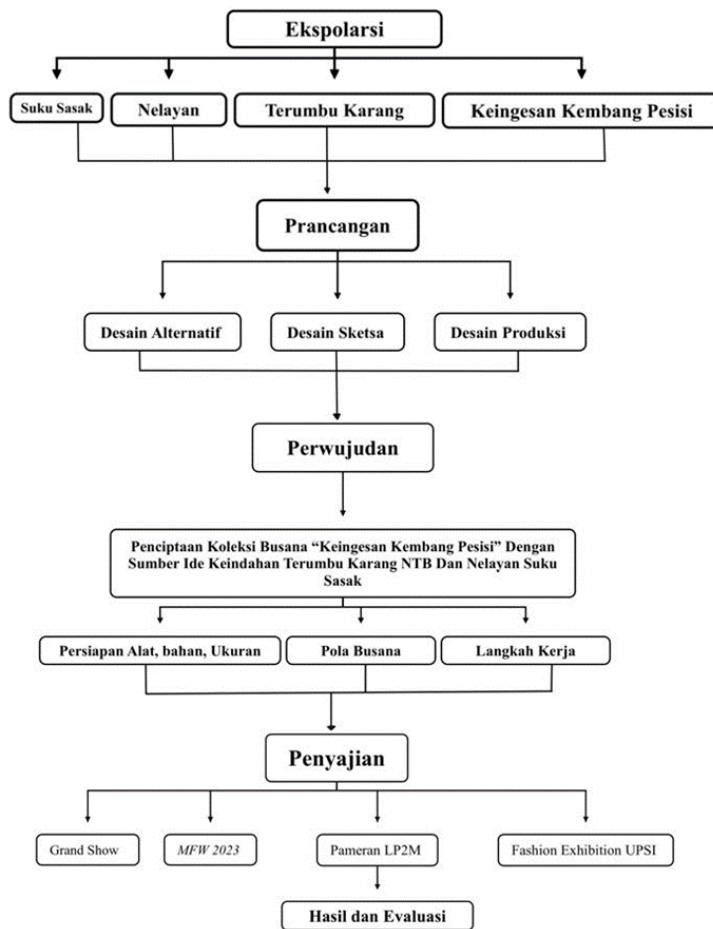 Ekspolarsi
Suku Sasak
Nelayan
Terumbu Karang
Keingesan Kembang Pesisi
Prancangan
Desain Alternatif
Desain Sketsa
Desain Produksi
Perwujudan
Penciptaan Koleksi Busana “Keingesan Kembang Pesisi” Dengan
Sumber Ide Keindahan Terumbu Karang NTB Dan Nelayan Suku
Sasak
Persiapan Alat, bahan, Ukuran
Pola Busana
Langkah Kerja
Penyajian
Grand Show
MFW 2023
Pameran LP2M
Fashion Exhibition UPSI
Hasil dan Evaluasi